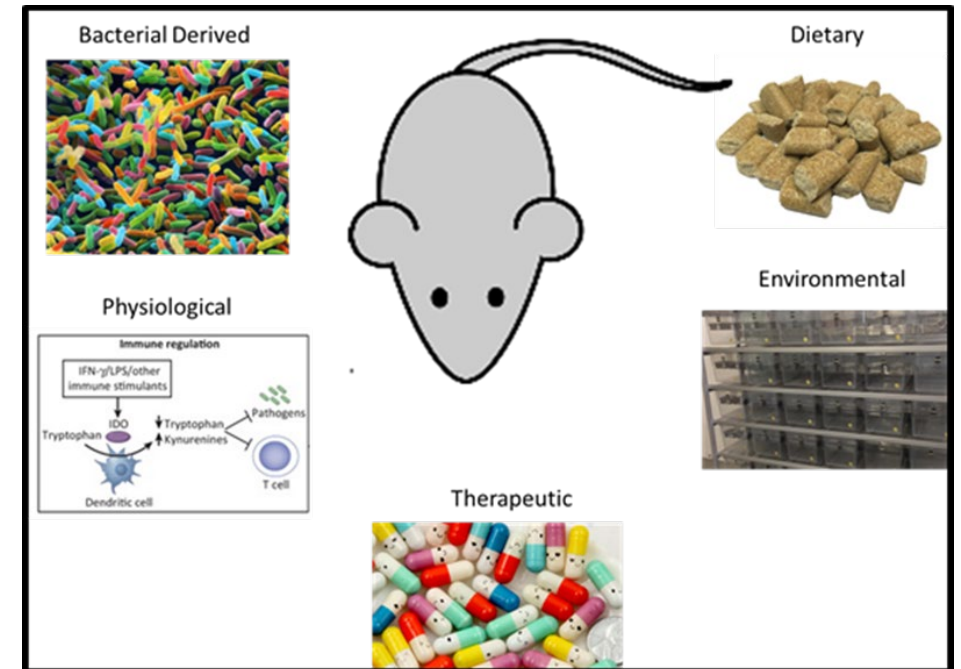 Bacterial Derived
Dietary
Physiological
Environmental
Immune regulation
IFN-γ/LPS/other
immune stimulants
IDO
Tryptophan
Tryptophan
Kynurenines
Pathogens
T cell
Dendritic cell
Therapeutic